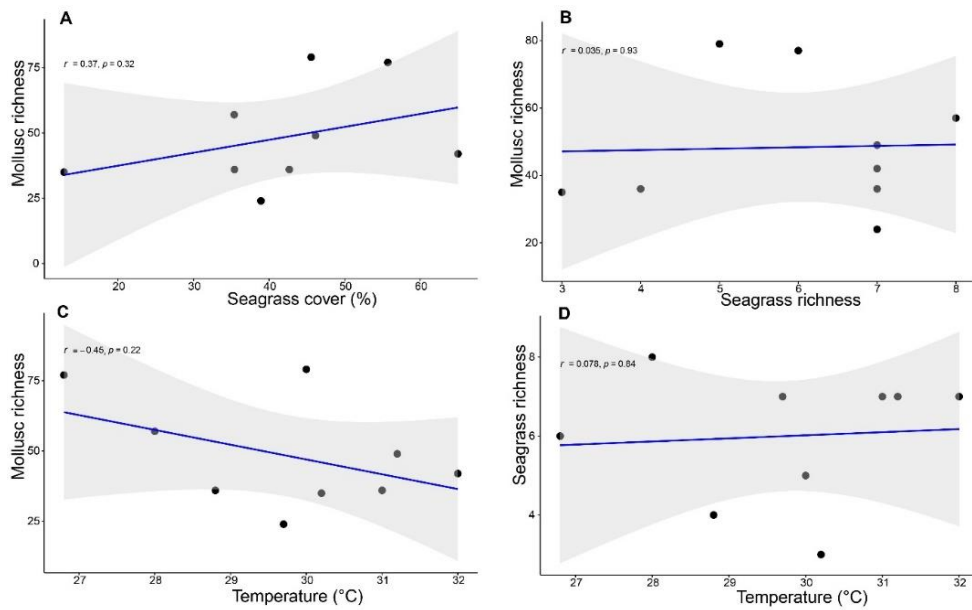 A
r = 0.37, p = 0.32
Mollusc richness
75
50
25
0
20
30
40
50
60
Seagrass cover (%)
B
r = 0.035, p = 0.93
Mollusc richness
80
60
40
20
3
4
5
6
7
8
Seagrass richness
C
r = −0.45, p = 0.22
Mollusc richness
75
50
25
27
28
29
30
31
32
Temperature (°C)
D
r = 0.078, p = 0.84
Seagrass richness
8
6
4
27
28
29
30
31
32
Temperature (°C)